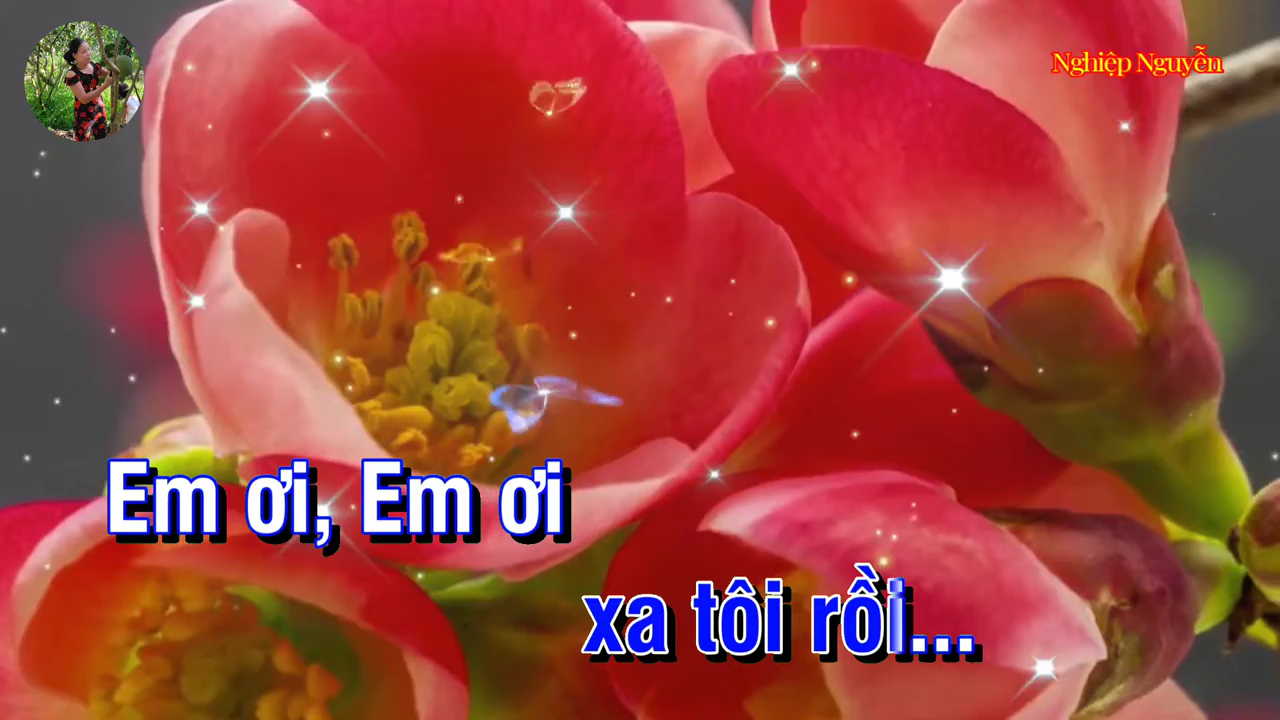 Nghiệp Nguyễn
Em ơi, Em ơi
xa tôi rồi...